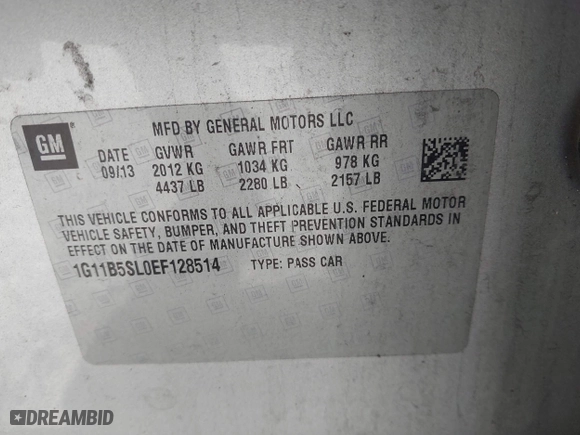 GM
MFD BY GENERAL MOTORS LLC
09/13 GVWR GAWR FRT GAWR RR
2012 KG 1034 KG 978 KG
4437 LB 2280 LB 2157 LB
THIS VEHICLE CONFORMS TO ALL APPLICABLE U.S. FEDERAL MOTOR
VEHICLE SAFETY, BUMPER, AND THEFT PREVENTION STANDARDS IN
EFFECT ON THE DATE OF MANUFACTURE SHOWN ABOVE.
1G11B5SL0EF128514 TYPE: PASS CAR
DREAMBID